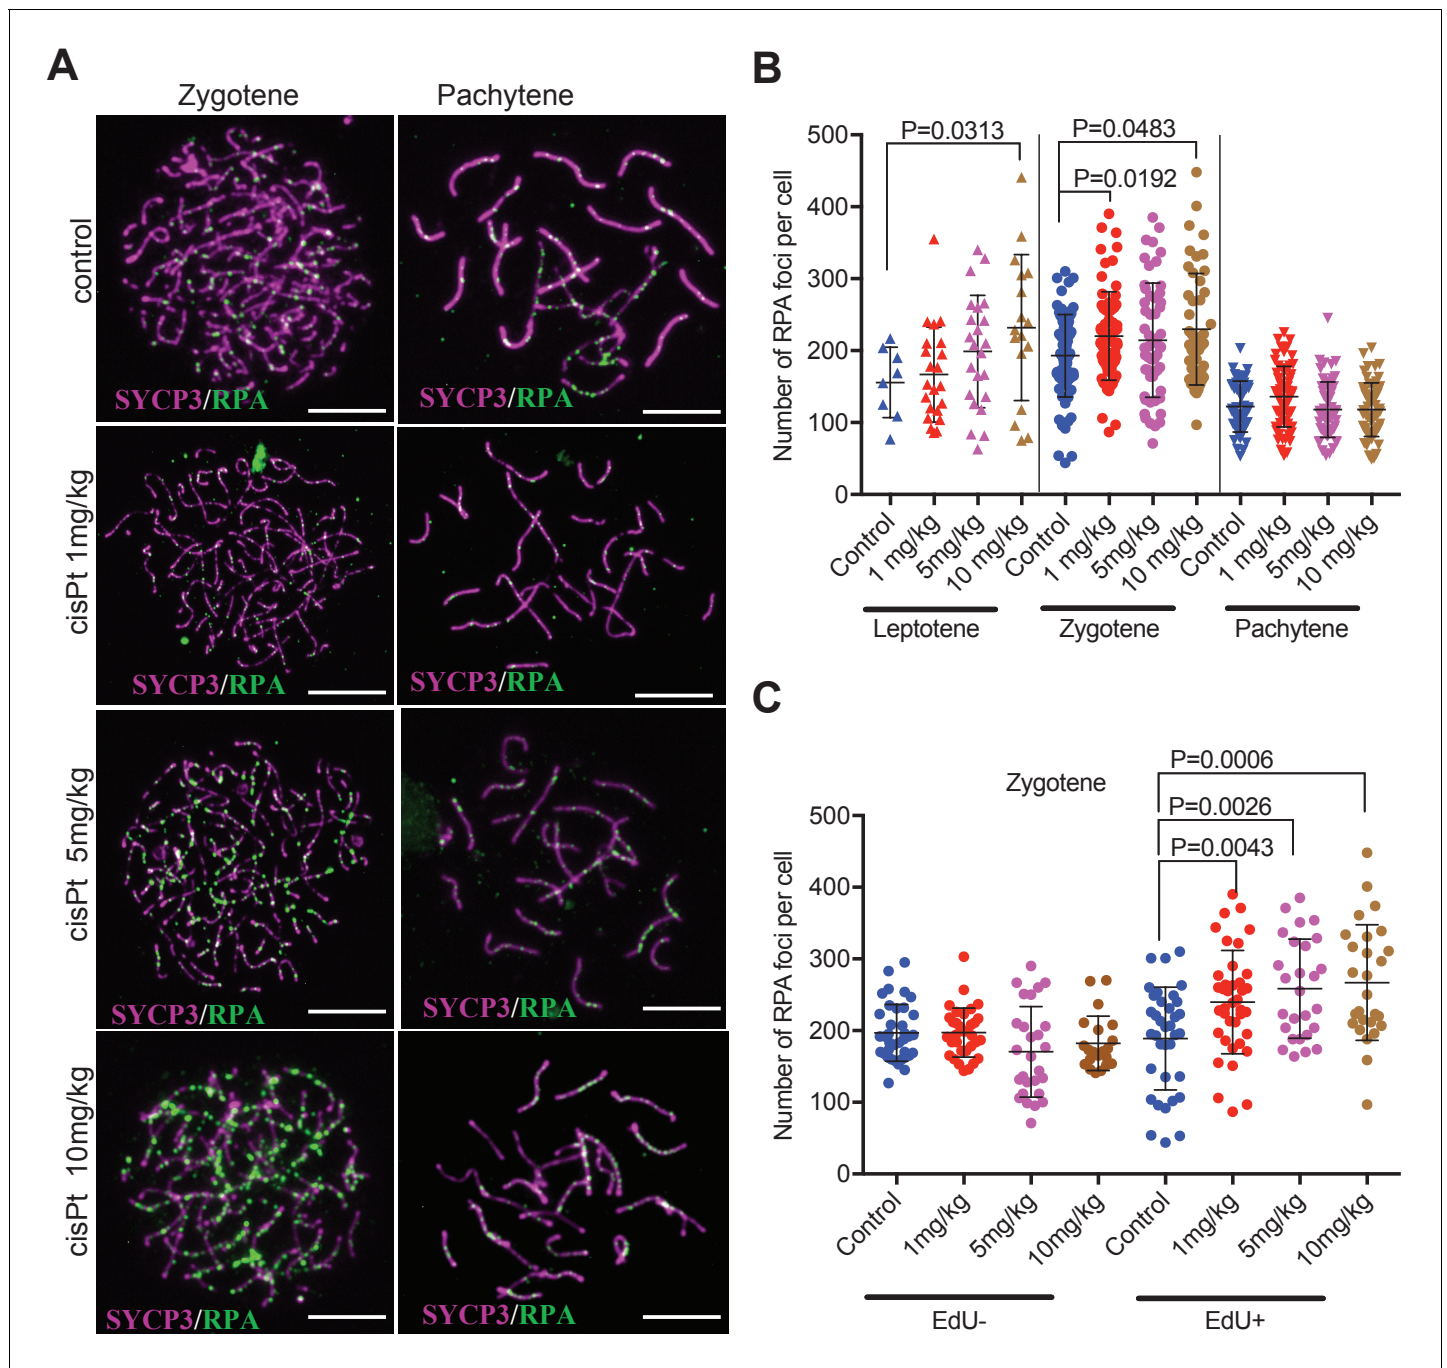 A
Zygotene
Pachytene
control
SYCP3/RPA
SYCP3/RPA
cisPt 1mg/kg
SYCP3/RPA
SYCP3/RPA
cisPt 5mg/kg
SYCP3/RPA
SYCP3/RPA
cisPt 10mg/kg
SYCP3/RPA
SYCP3/RPA
B
P=0.0313
P=0.0483
P=0.0192
Number of RPA foci per cell
500
400
300
200
100
0
Control
1 mg/kg
5mg/kg
10 mg/kg
Control
1 mg/kg
5mg/kg
10 mg/kg
Control
1 mg/kg
5mg/kg
10 mg/kg
Leptotene
Zygotene
Pachytene
C
Zygotene
P=0.0006
P=0.0026
P=0.0043
Number of RPA foci per cell
500
400
300
200
100
0
Control
1mg/kg
5mg/kg
10mg/kg
Control
1mg/kg
5mg/kg
10mg/kg
EdU-
EdU+